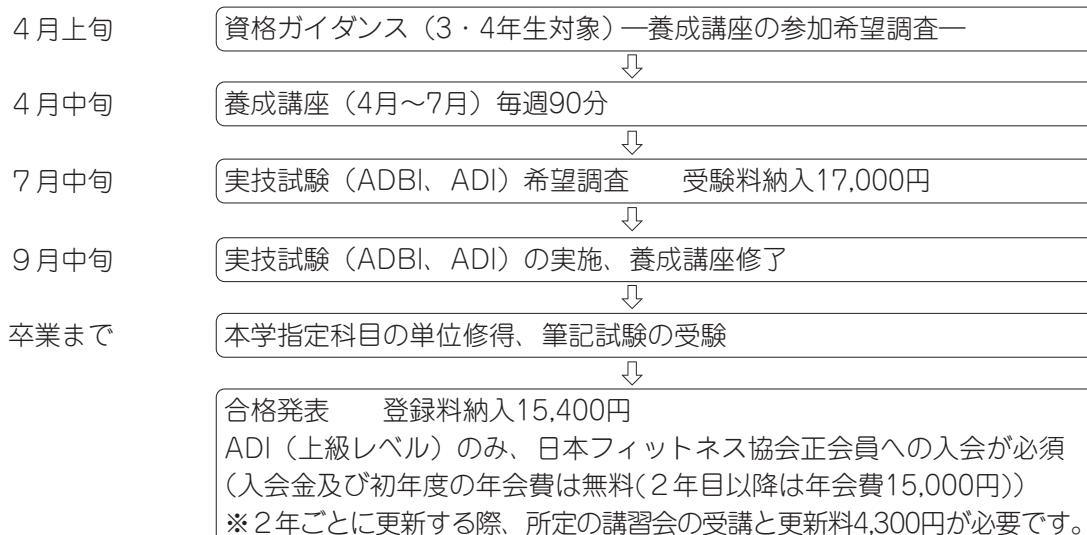 4月上旬 資格ガイダンス（3・4年生対象）―養成講座の参加希望調査―
4月中旬 養成講座（4月～7月）毎週90分
7月中旬 実技試験（ADBI、ADI）希望調査　　受験料納入17,000円
9月中旬 実技試験（ADBI、ADI）の実施、養成講座修了
卒業まで 本学指定科目の単位修得、筆記試験の受験
合格発表　　登録料納入15,400円
ADI（上級レベル）のみ、日本フィットネス協会正会員への入会が必須
（入会金及び初年度の年会費は無料（2年目以降は年会費15,000円））
※2年ごとに更新する際、所定の講習会の受講と更新料4,300円が必要です。